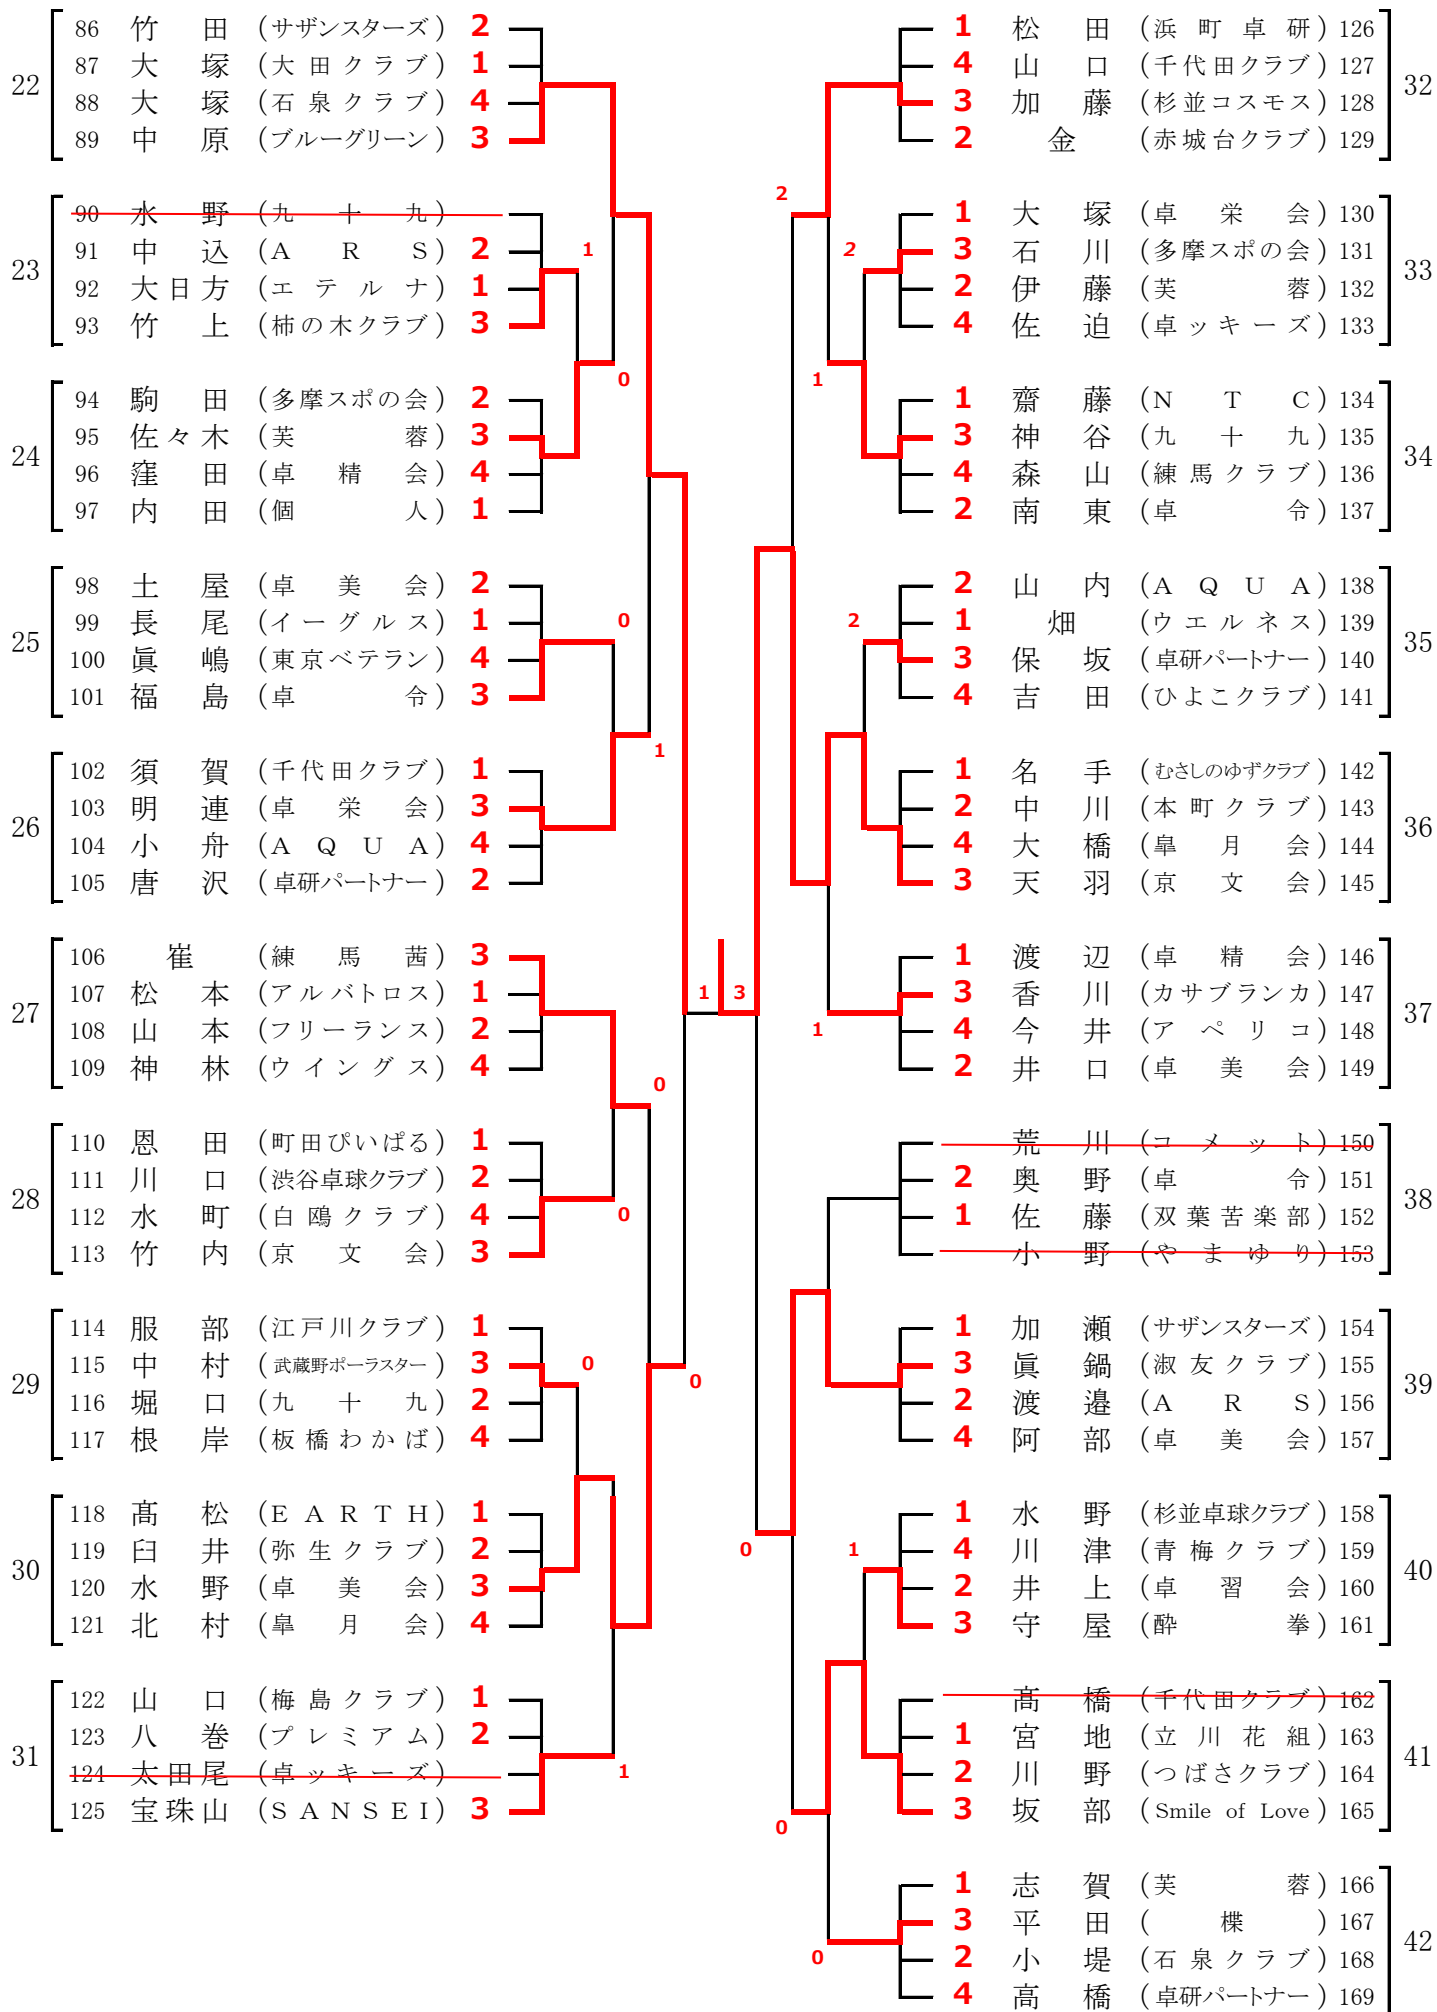 22
86 竹田 (サザンスターズ) 2
87 大塚 (大田クラブ) 1
88 大塚 (石泉クラブ) 4
89 中原 (ブルーグリーン) 3
23
90 水野 (九十九)
91 中込 (ARS) 2
92 大日方 (エテルナ) 1
93 竹上 (柿の木クラブ) 3
24
94 駒田 (多摩スポの会) 2
95 佐々木 (芙蓉) 3
96 窪田 (卓精会) 4
97 内田 (個人) 1
25
98 土屋 (卓美会) 2
99 長尾 (イーグルス) 1
100 眞嶋 (東京ベテラン) 4
101 福島 (卓令) 3
26
102 須賀 (千代田クラブ) 1
103 明連 (卓栄会) 3
104 小舟 (AQUA) 4
105 唐沢 (卓研パートナー) 2
27
106 崔 (練馬茜) 3
107 松本 (アルバトロス) 1
108 山本 (フリーランス) 2
109 神林 (ウイングス) 4
28
110 恩田 (町田ぴいぱる) 1
111 川口 (渋谷卓球クラブ) 2
112 水町 (白鴎クラブ) 4
113 竹内 (京文会) 3
29
114 服部 (江戸川クラブ) 1
115 中村 (武蔵野ポーラスター) 3
116 堀口 (九十九) 2
117 根岸 (板橋わかば) 4
30
118 髙松 (EARTH) 1
119 臼井 (弥生クラブ) 2
120 水野 (卓美会) 3
121 北村 (皐月会) 4
31
122 山口 (梅島クラブ) 1
123 八巻 (プレミアム) 2
124 太田尾 (卓ッキーズ)
125 宝珠山 (SANSEI) 3
1
0
0
1
0
0
0
0
1
1 3
2
2
1
2
1
0
1
0
0
1 松田 (浜町卓研) 126
4 山口 (千代田クラブ) 127
3 加藤 (杉並コスモス) 128
2 金 (赤城台クラブ) 129
32
1 大塚 (卓栄会) 130
3 石川 (多摩スポの会) 131
2 伊藤 (芙蓉) 132
4 佐迫 (卓ッキーズ) 133
33
1 齋藤 (NTC) 134
3 神谷 (九十九) 135
4 森山 (練馬クラブ) 136
2 南東 (卓令) 137
34
2 山内 (AQUA) 138
1 畑 (ウエルネス) 139
3 保坂 (卓研パートナー) 140
4 吉田 (ひよこクラブ) 141
35
1 名手 (むさしのゆずクラブ) 142
2 中川 (本町クラブ) 143
4 大橋 (皐月会) 144
3 天羽 (京文会) 145
36
1 渡辺 (卓精会) 146
3 香川 (カサブランカ) 147
4 今井 (アペリコ) 148
2 井口 (卓美会) 149
37
荒川 (コメット) 150
2 奥野 (卓令) 151
1 佐藤 (双葉苦楽部) 152
小野 (やまゆり) 153
38
1 加瀬 (サザンスターズ) 154
3 眞鍋 (淑友クラブ) 155
2 渡邉 (ARS) 156
4 阿部 (卓美会) 157
39
1 水野 (杉並卓球クラブ) 158
4 川津 (青梅クラブ) 159
2 井上 (卓習会) 160
3 守屋 (酔拳) 161
40
高橋 (千代田クラブ) 162
1 宮地 (立川花組) 163
2 川野 (つばさクラブ) 164
3 坂部 (Smile of Love) 165
41
1 志賀 (芙蓉) 166
3 平田 (楪) 167
2 小堤 (石泉クラブ) 168
4 高橋 (卓研パートナー) 169
42